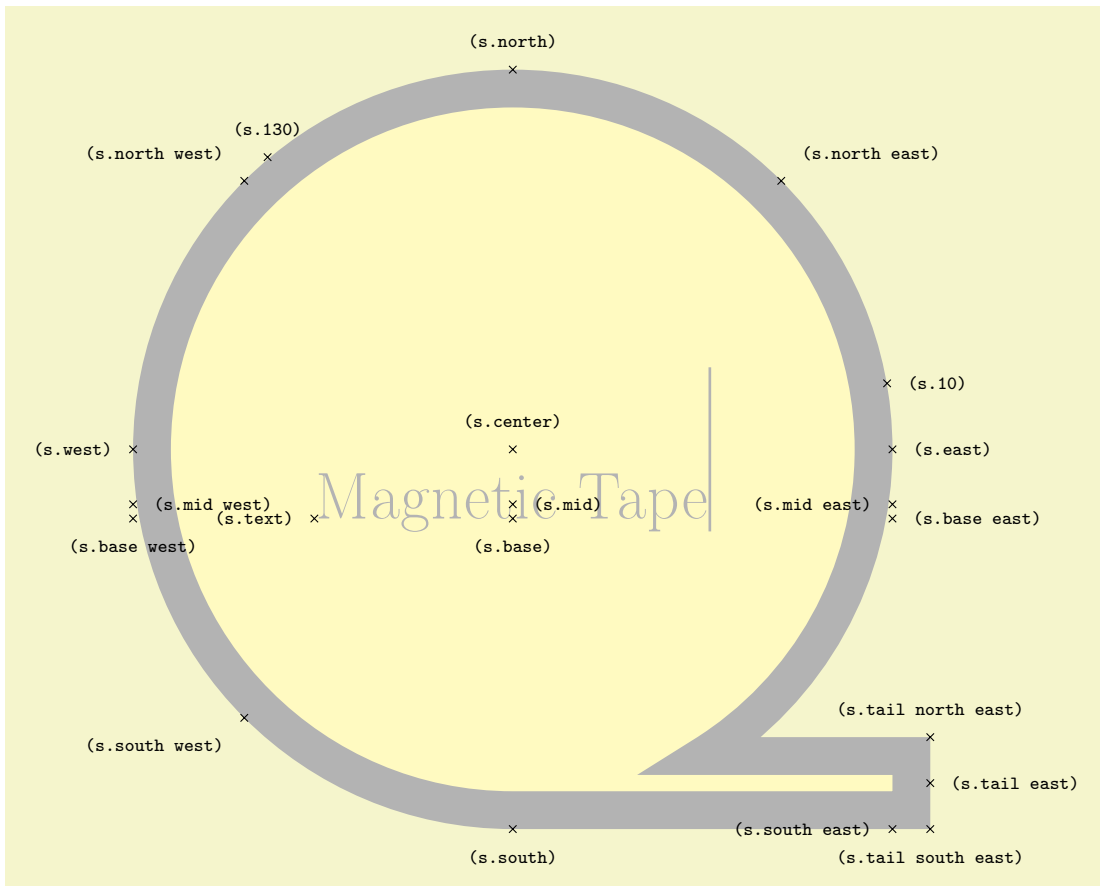 (s.north)
(s.130)
(s.north west)
(s.north east)
(s.10)
(s.center)
(s.west)
(s.east)
Magnetic Tape
(s.mid west)
(s.mid)
(s.mid east)
(s.text)
(s.base east)
(s.base west)
(s.base)
(s.tail north east)
(s.south west)
(s.tail east)
(s.south east)
(s.south)
(s.tail south east)